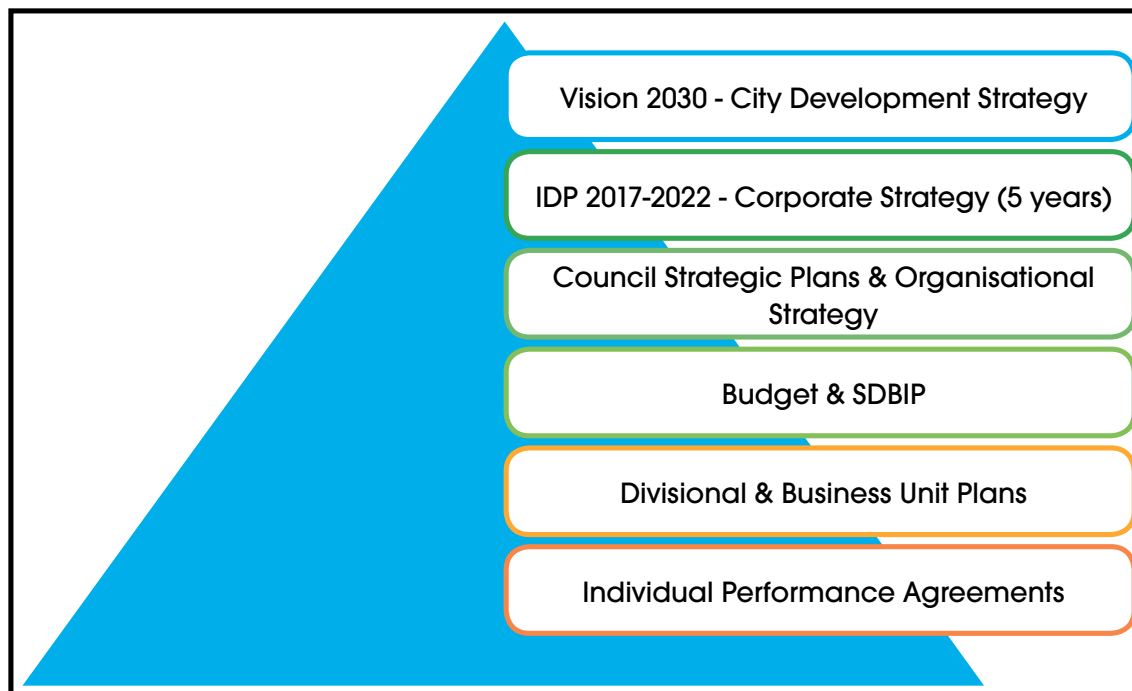 Vision 2030 - City Development Strategy
IDP 2017-2022 - Corporate Strategy (5 years)
Council Strategic Plans & Organisational
Strategy
Budget & SDBIP
Divisional & Business Unit Plans
Individual Performance Agreements